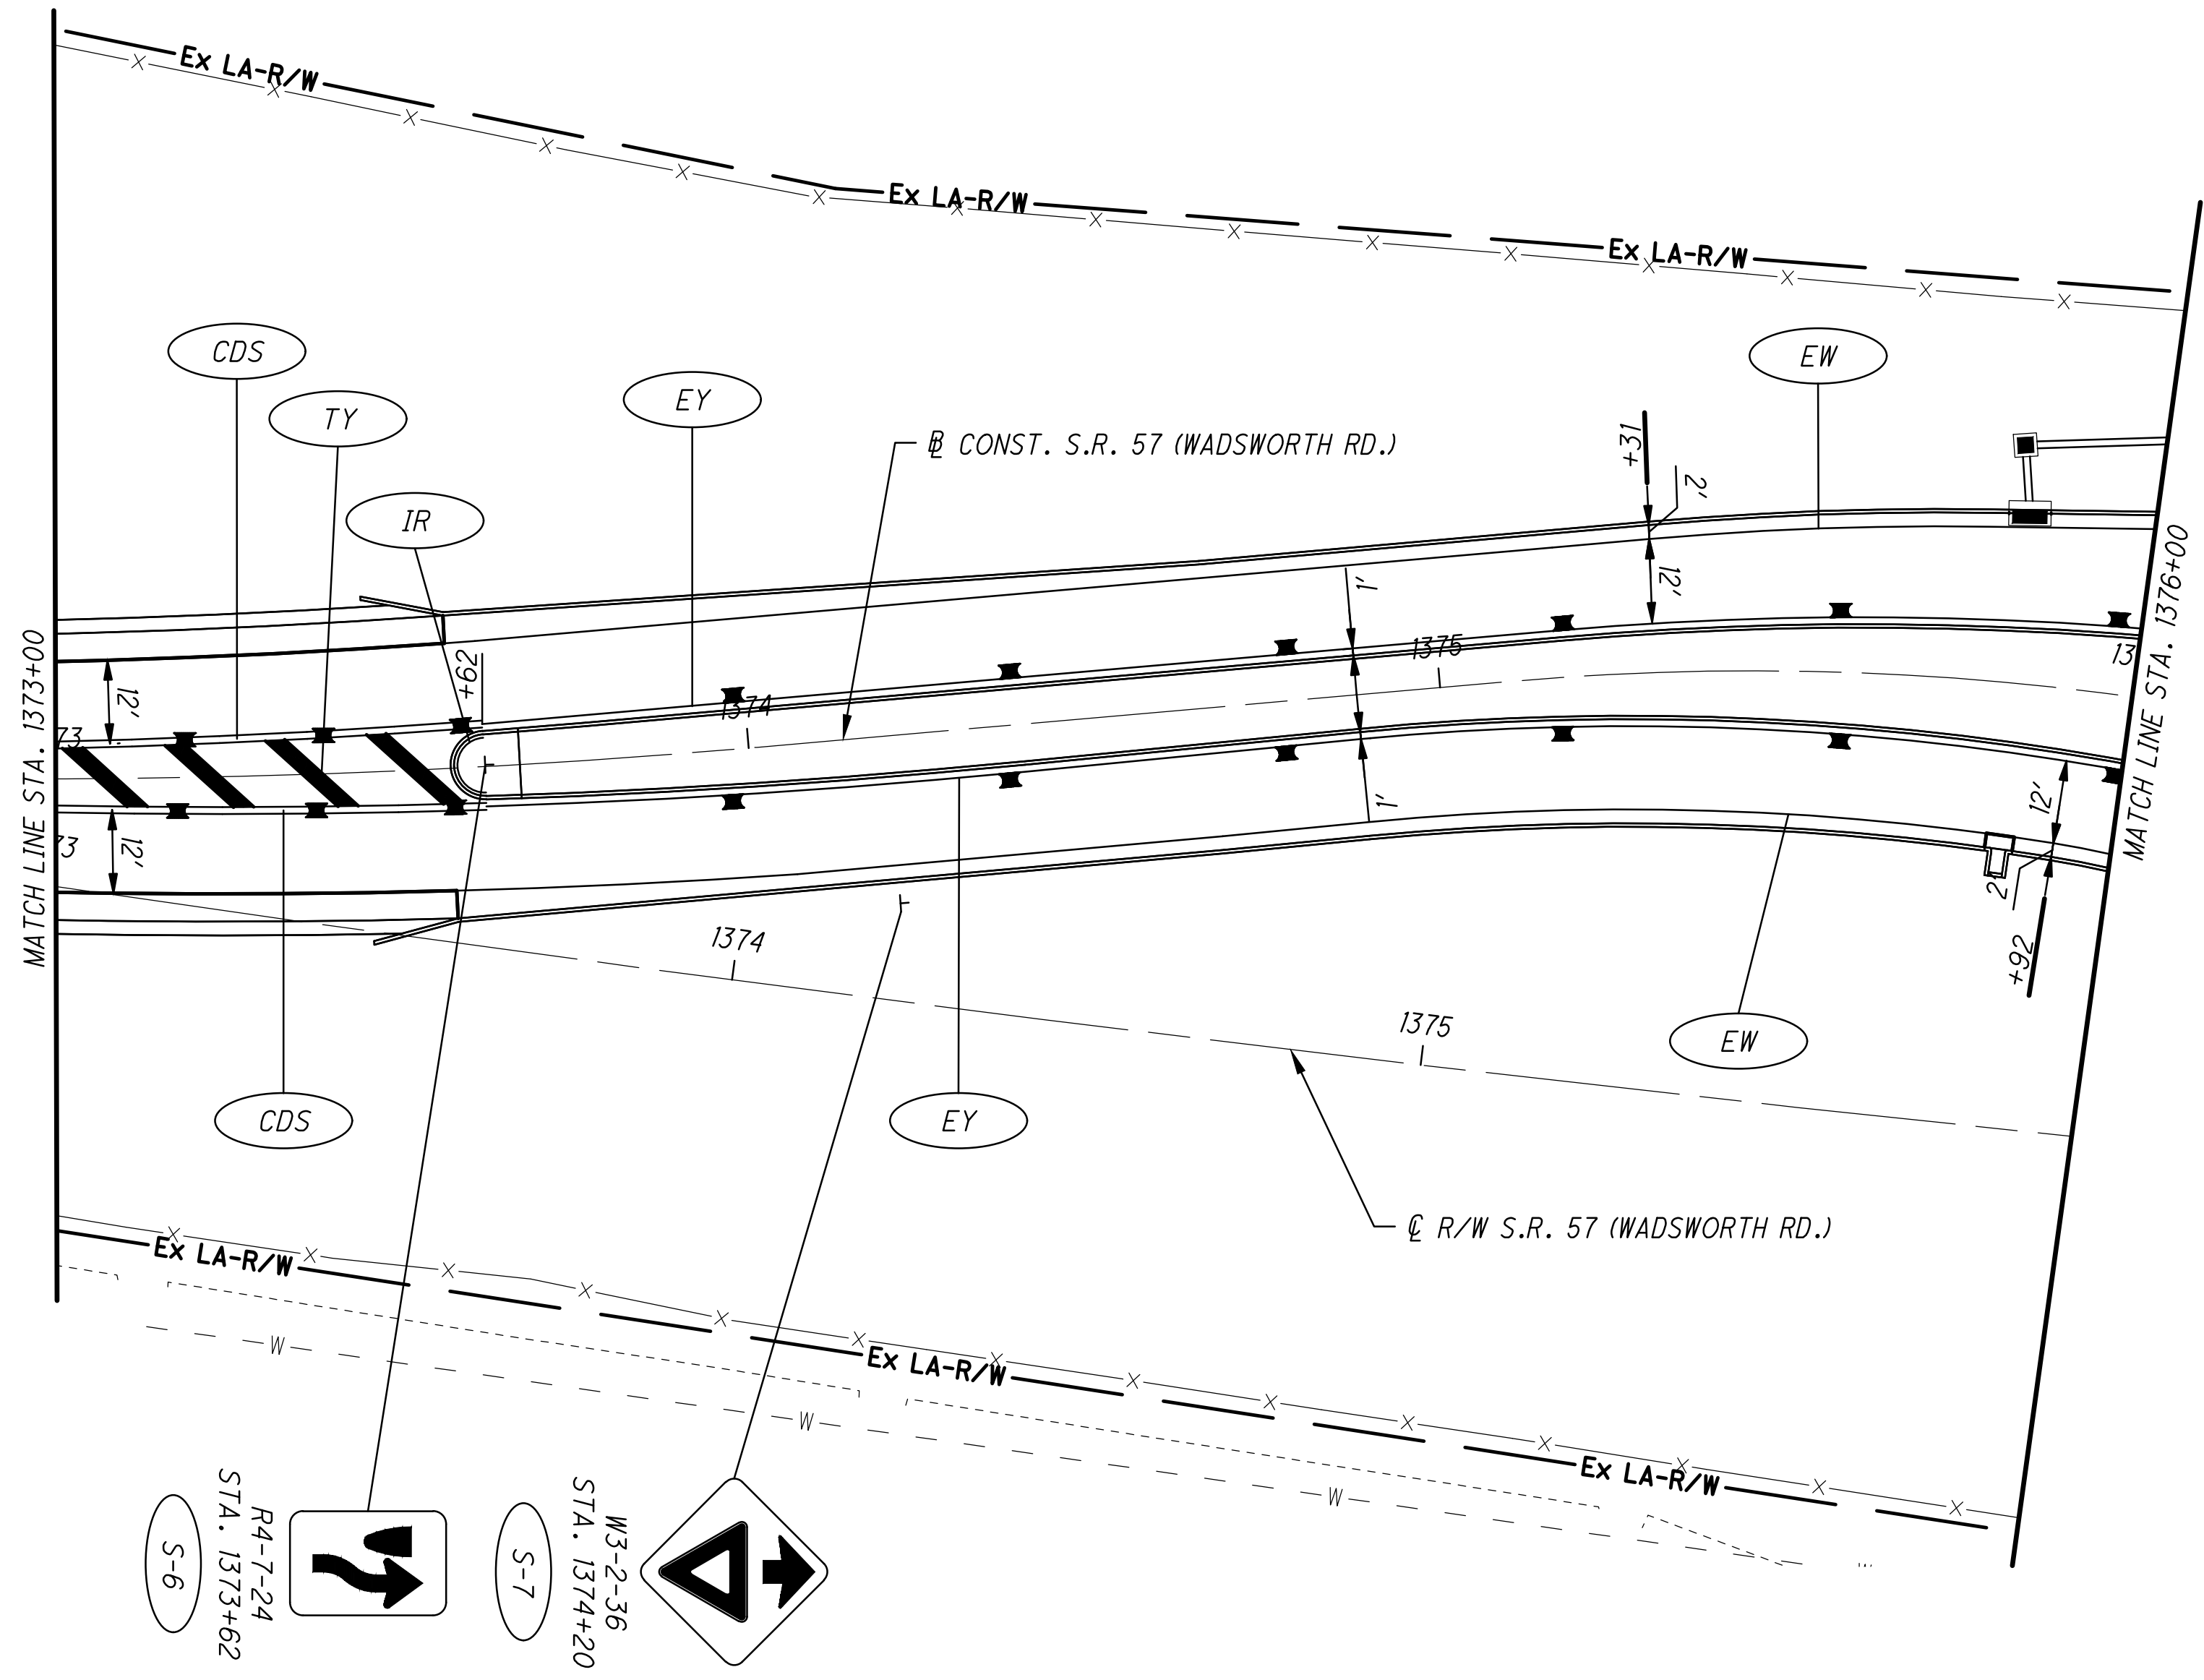 Ex LA-R/W
Ex LA-R/W
Ex LA-R/W
CDS
TY
IR
EY
EW
℄ CONST. S.R. 57 (WADSWORTH RD.)
+31
2'
12'
1'
1375
1374
+62
12'
73
MATCH LINE STA. 1373+00
MATCH LINE STA. 1376+00
13
12'
73
1'
12'
2'
+92
1374
1375
CDS
EY
EW
℄ R/W S.R. 57 (WADSWORTH RD.)
Ex LA-R/W
Ex LA-R/W
Ex LA-R/W
W
W
W
W
R4-7-24
STA. 1373+62
S-6
W3-2-36
STA. 1374+20
S-7